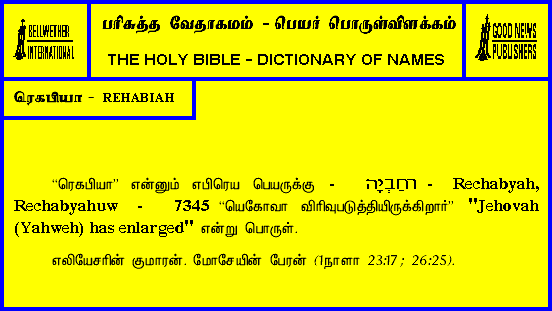 BELLWETHER
INTERNATIONAL
பரிசுத்த வேதாகமம் - பெயர் பொருள்விளக்கம்
THE HOLY BIBLE - DICTIONARY OF NAMES
GOOD NEWS
PUBLISHERS
ரெகபியா - REHABIAH
“ரெகபியா” என்னும் எபிரெய பெயருக்கு - רחַבְיָה - Rechabyah,
Rechabyahuw - 7345 “யெகோவா விரிவுபடுத்தியிருக்கிறார்” "Jehovah
(Yahweh) has enlarged" என்று பொருள்.
எலியேசரின் குமாரன். மோசேயின் பேரன் (1நாளா 23:17; 26:25).